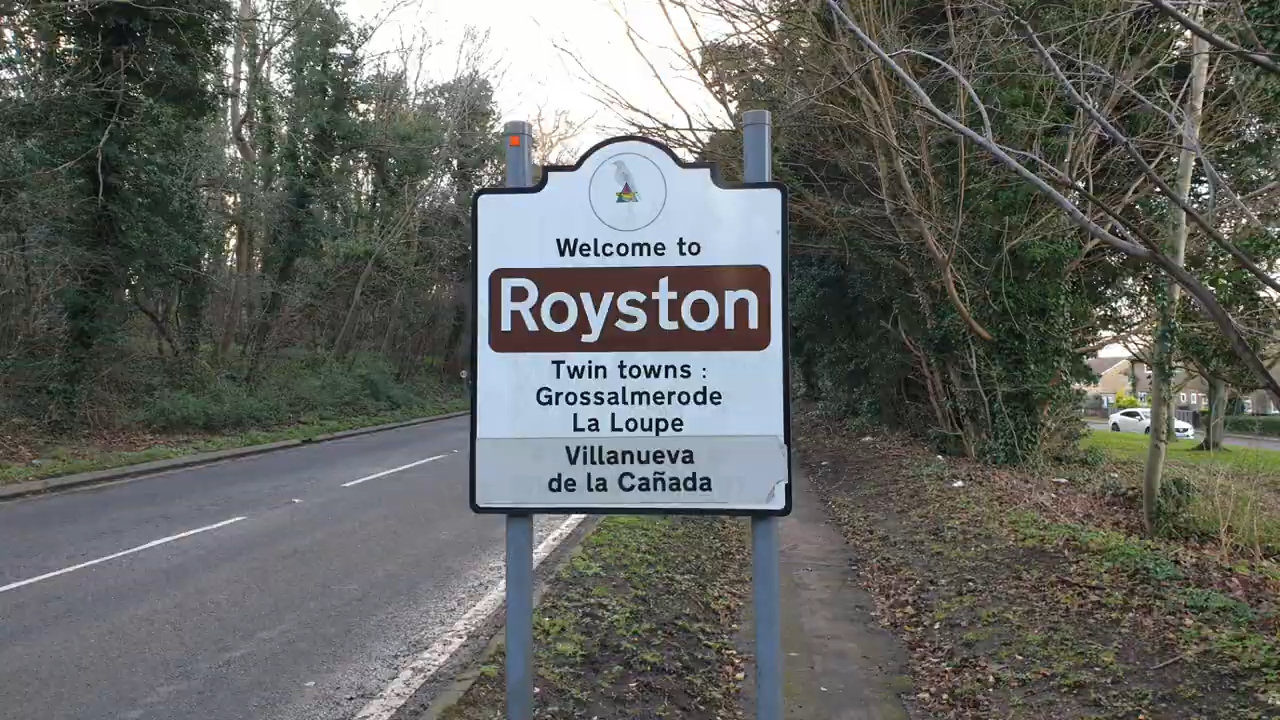 Welcome to
Royston
Twin towns :
Grossalmerode
La Loupe
Villanueva
de la Cañada